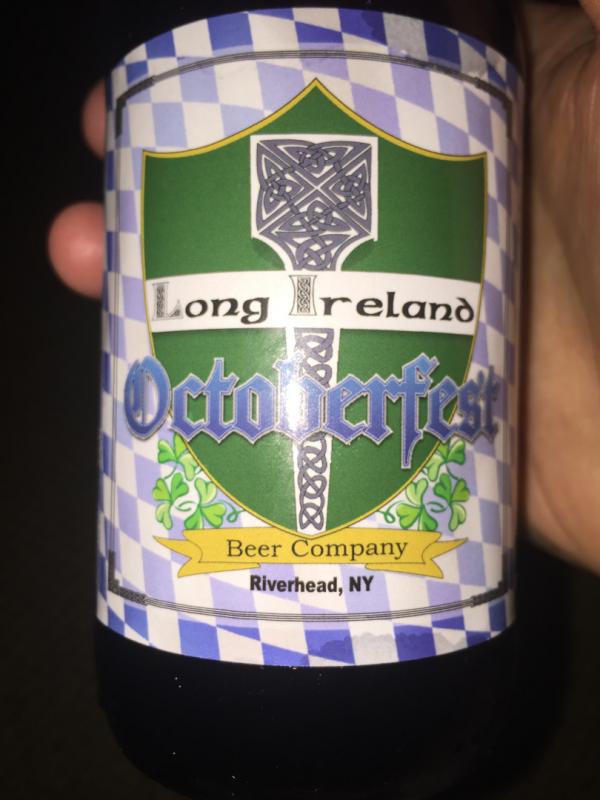 Long Ireland
Octoberfest
Beer Company
Riverhead, NY